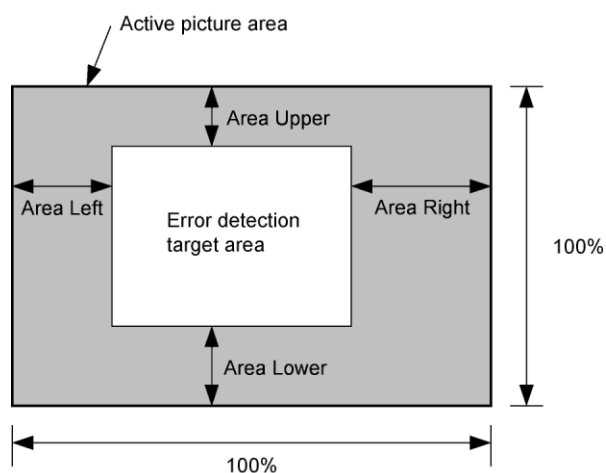 Active picture area
Area Upper
Area Left
Area Right
Error detection
target area
100%
Area Lower
100%